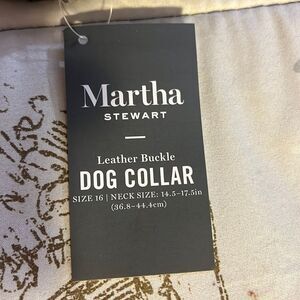 Martha
STEWART
Leather Buckle
DOG COLLAR
SIZE 16 | NECK SIZE: 14.5–17.5in
(36.8–44.4cm)